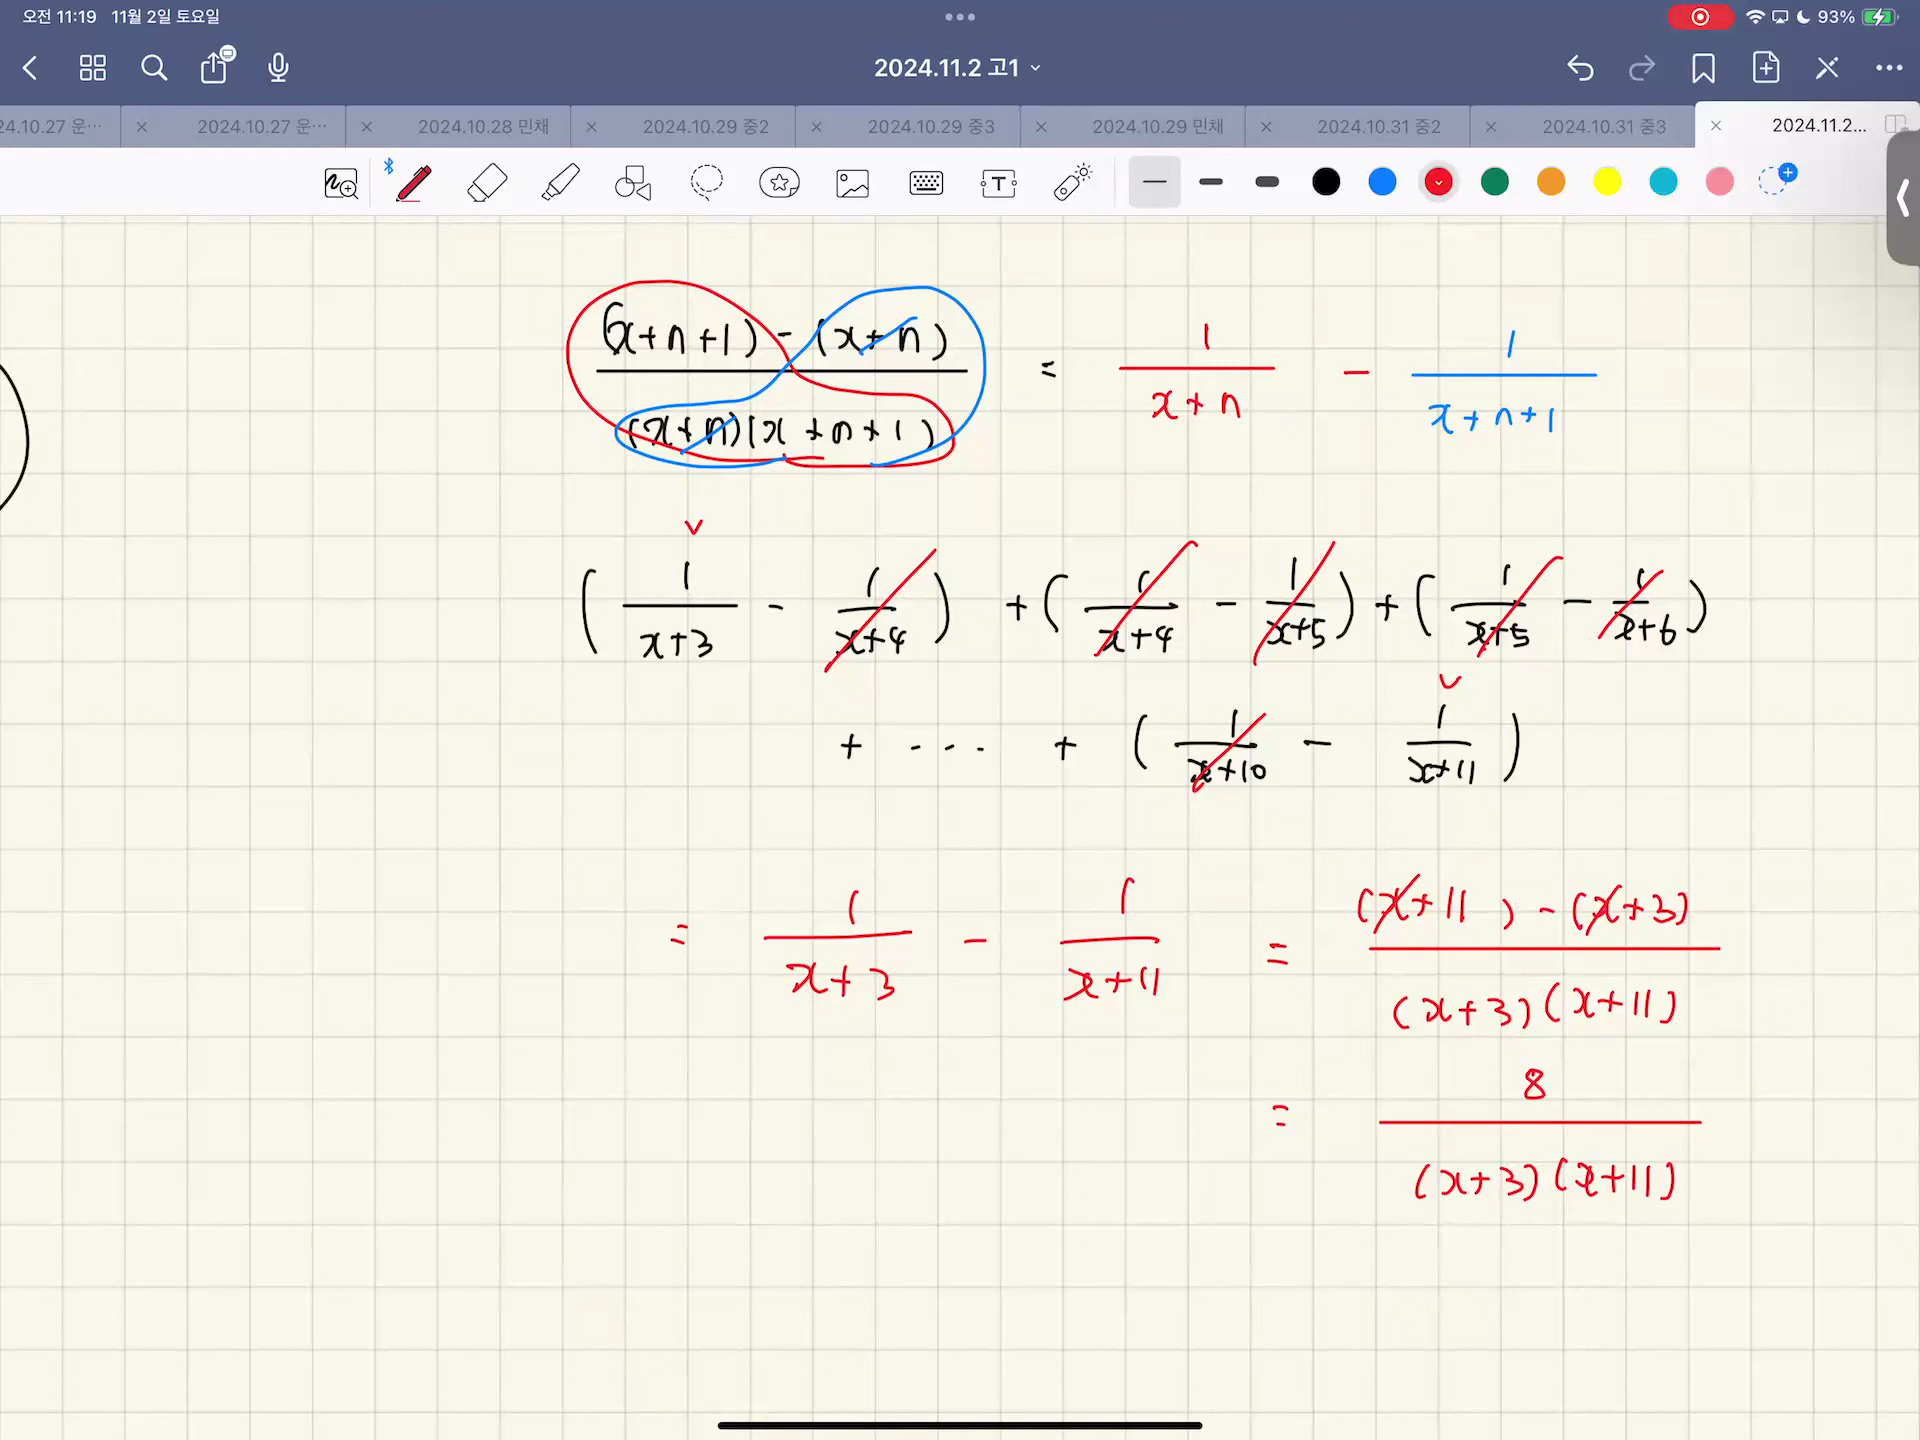 오전 11:19 11월 2일 토요일 93%
2024.11.2 고1
24.10.27 운… 2024.10.27 운… 2024.10.28 민채 2024.10.29 중2 2024.10.29 중3 2024.10.29 민채 2024.10.31 중2 2024.10.31 중3 2024.11.2...
(x+n+1) - (x+n) / (x+n)(x+n+1) = 1/(x+n) - 1/(x+n+1)
(1/(x+3) - 1/(x+4)) + (1/(x+4) - 1/(x+5)) + (1/(x+5) - 1/(x+6))
+ ... + (1/(x+10) - 1/(x+11))
= 1/(x+3) - 1/(x+11) = (x+11) - (x+3) / (x+3)(x+11)
= 8 / (x+3)(x+11)